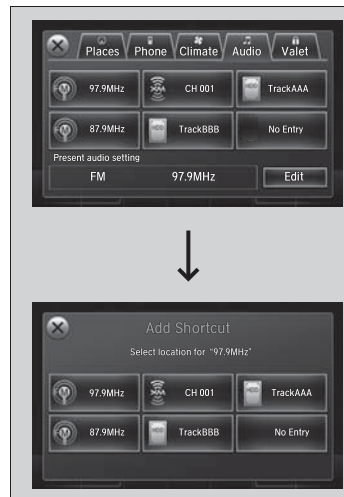 Places Phone Climate Audio Valet
97.9MHz CH 001 TrackAAA
87.9MHz TrackBBB No Entry
Present audio setting
FM 97.9MHz Edit
Add Shortcut
Select location for "97.9MHz"
97.9MHz CH 001 TrackAAA
87.9MHz TrackBBB No Entry